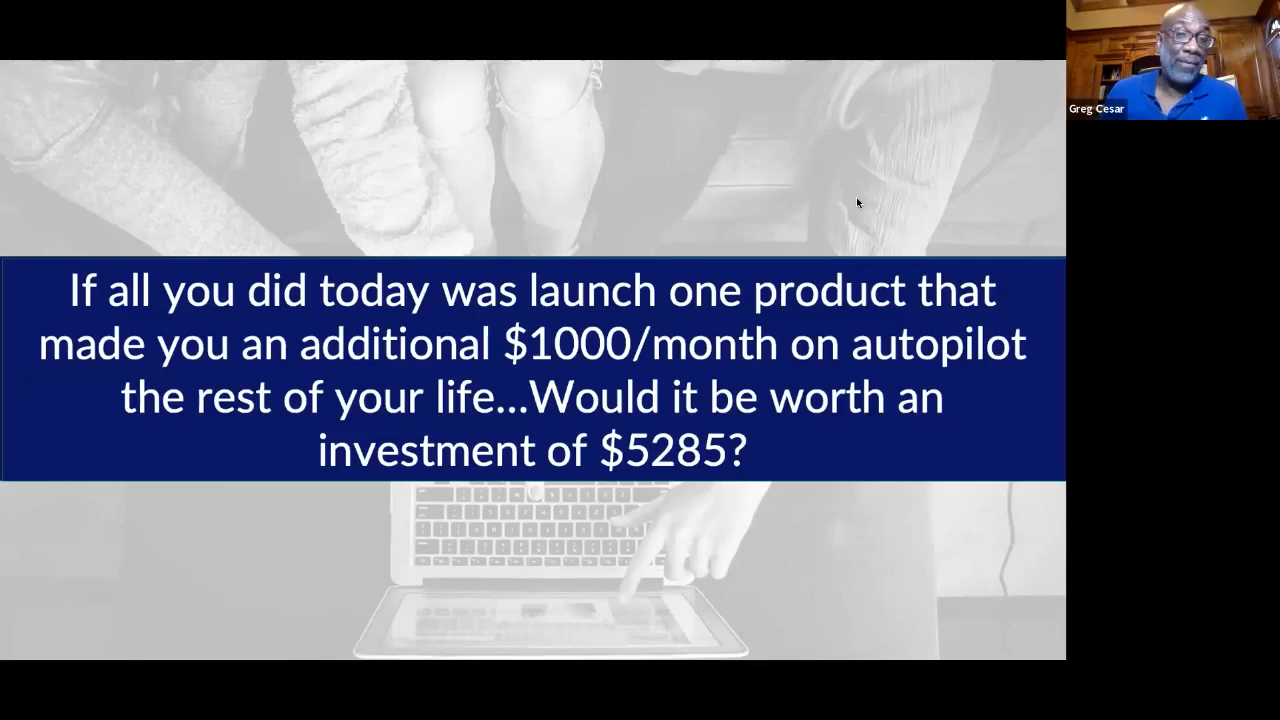 If all you did today was launch one product that
made you an additional $1000/month on autopilot
the rest of your life...Would it be worth an
investment of $5285?
Greg Cesar